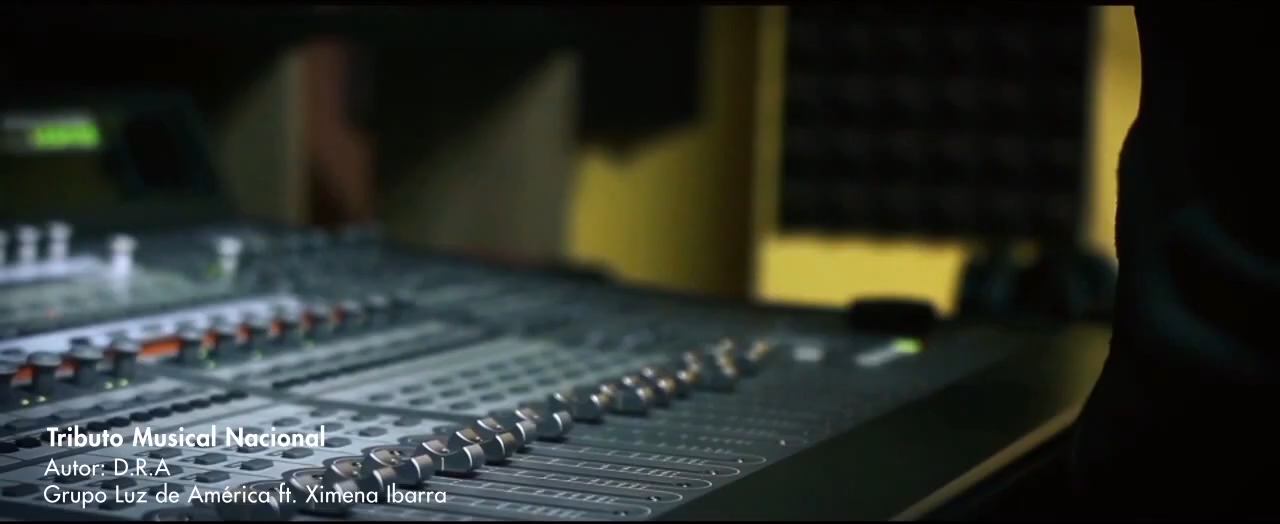 Tributo Musical Nacional
Autor: D.R.A
Grupo Luz de América ft. Ximena Ibarra